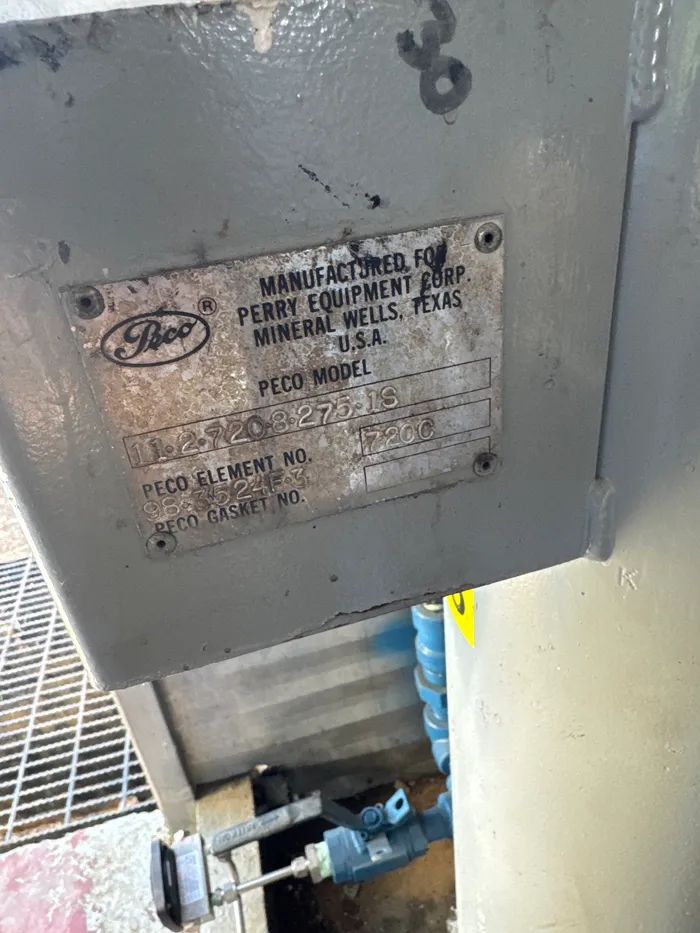 Peco ®
MANUFACTURED FOR
PERRY EQUIPMENT CORP.
MINERAL WELLS, TEXAS
U.S.A.
PECO MODEL
11·2·720·8·275·1S
PECO ELEMENT NO. 720C
PECO GASKET NO.